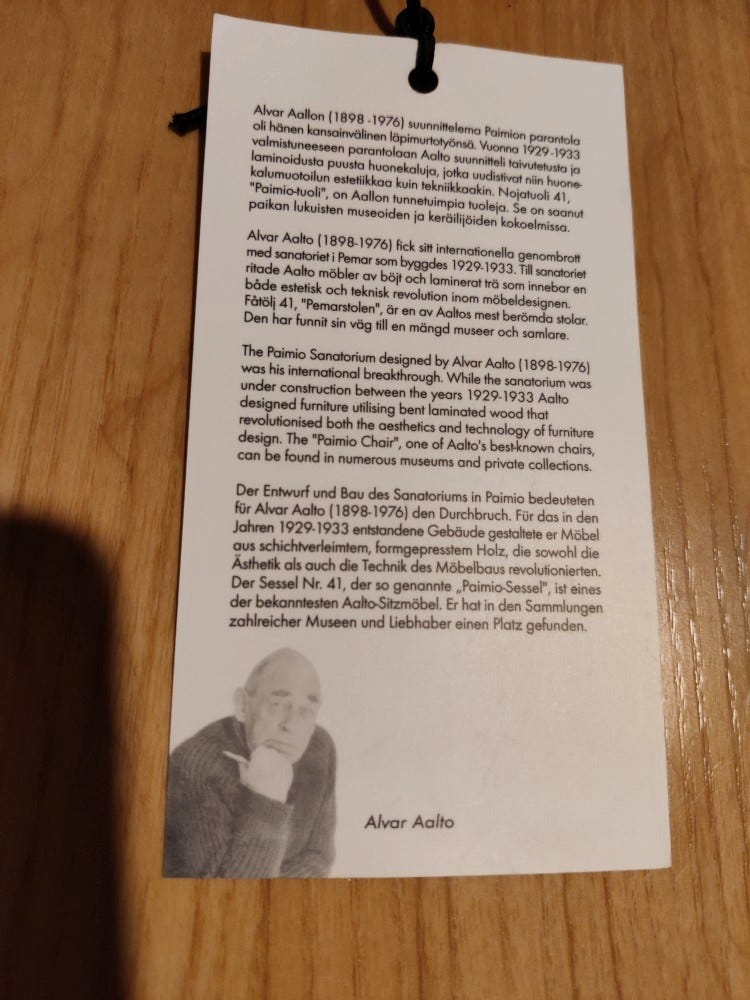 Alvar Aallon (1898 -1976) suunnittelema Paimion parantola
oli hänen kansainvälinen läpimurtotyönsä. Vuonna 1929 -1933
valmistuneeseen parantolaan Aalto suunnitteli taivutetusta ja
laminoidusta puusta huonekaluja, jotka uudistivat niin huone-
kalumuotoilun estetiikkaa kuin tekniikkaakin. Nojatuoli 41,
"Paimio-tuoli", on Aallon tunnetuimpia tuoleja. Se on saanut
paikan lukuisten museoiden ja keräilijöiden kokoelmissa.
Alvar Aalto (1898-1976) fick sitt internationella genombrott
med sanatoriet i Pemar som byggdes 1929-1933. Till sanatoriet
ritade Aalto möbler av böjt och laminerat trä som innebar en
både estetisk och teknisk revolution inom möbeldesignen.
Fåtölj 41, "Pemarstolen", är en av Aaltos mest berömda stolar.
Den har funnit sin väg till en mängd museer och samlare.
The Paimio Sanatorium designed by Alvar Aalto (1898-1976)
was his international breakthrough. While the sanatorium was
under construction between the years 1929-1933 Aalto
designed furniture utilising bent laminated wood that
revolutionised both the aesthetics and technology of furniture
design. The "Paimio Chair", one of Aalto's best-known chairs,
can be found in numerous museums and private collections.
Der Entwurf und Bau des Sanatoriums in Paimio bedeuteten
für Alvar Aalto (1898-1976) den Durchbruch. Für das in den
Jahren 1929-1933 entstandene Gebäude gestaltete er Möbel
aus schichtverleimtem, formgepresstem Holz, die sowohl die
Ästhetik als auch die Technik des Möbelbaus revolutionierten.
Der Sessel Nr. 41, der so genannte „Paimio-Sessel", ist eines
der bekanntesten Aalto-Sitzmöbel. Er hat in den Sammlungen
zahlreicher Museen und Liebhaber einen Platz gefunden.
Alvar Aalto